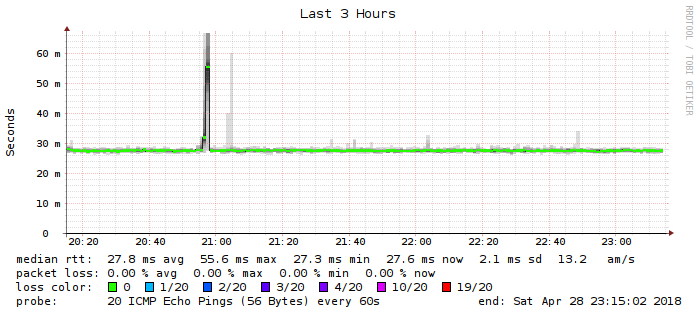 Last 3 Hours
RRDTOOL / TOBI OETIKER
Seconds
60 m
50 m
40 m
30 m
20 m
10 m
0
20:20 20:40 21:00 21:20 21:40 22:00 22:20 22:40 23:00
median rtt: 27.8 ms avg 55.6 ms max 27.3 ms min 27.6 ms now 2.1 ms sd 13.2 am/s
packet loss: 0.00 % avg 0.00 % max 0.00 % min 0.00 % now
loss color: 0 1/20 2/20 3/20 4/20 10/20 19/20
probe: 20 ICMP Echo Pings (56 Bytes) every 60s end: Sat Apr 28 23:15:02 2018